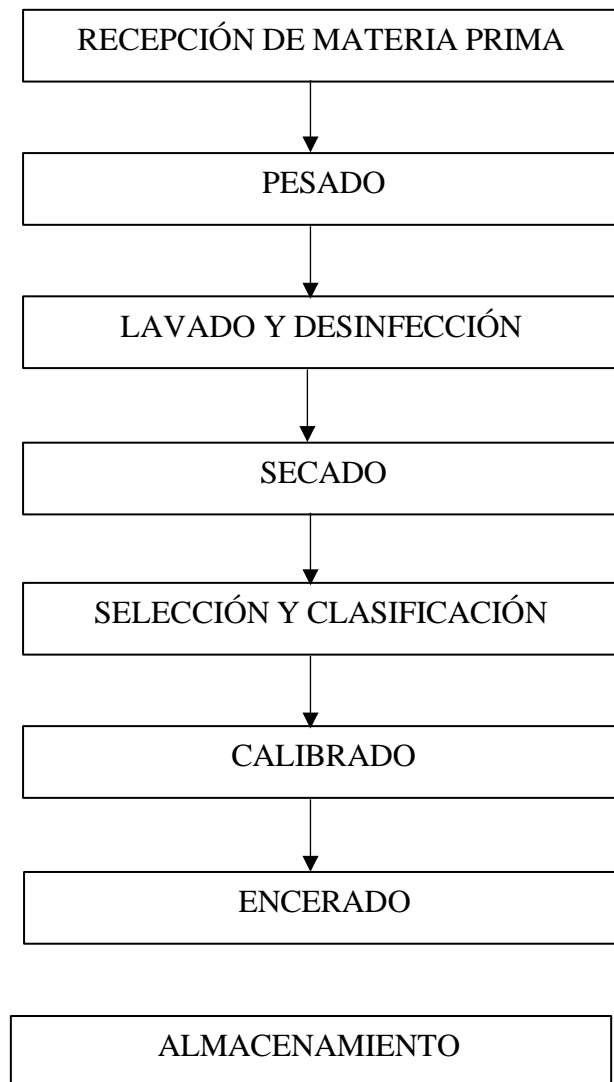 RECEPCIÓN DE MATERIA PRIMA
PESADO
LAVADO Y DESINFECCIÓN
SECADO
SELECCIÓN Y CLASIFICACIÓN
CALIBRADO
ENCERADO
ALMACENAMIENTO